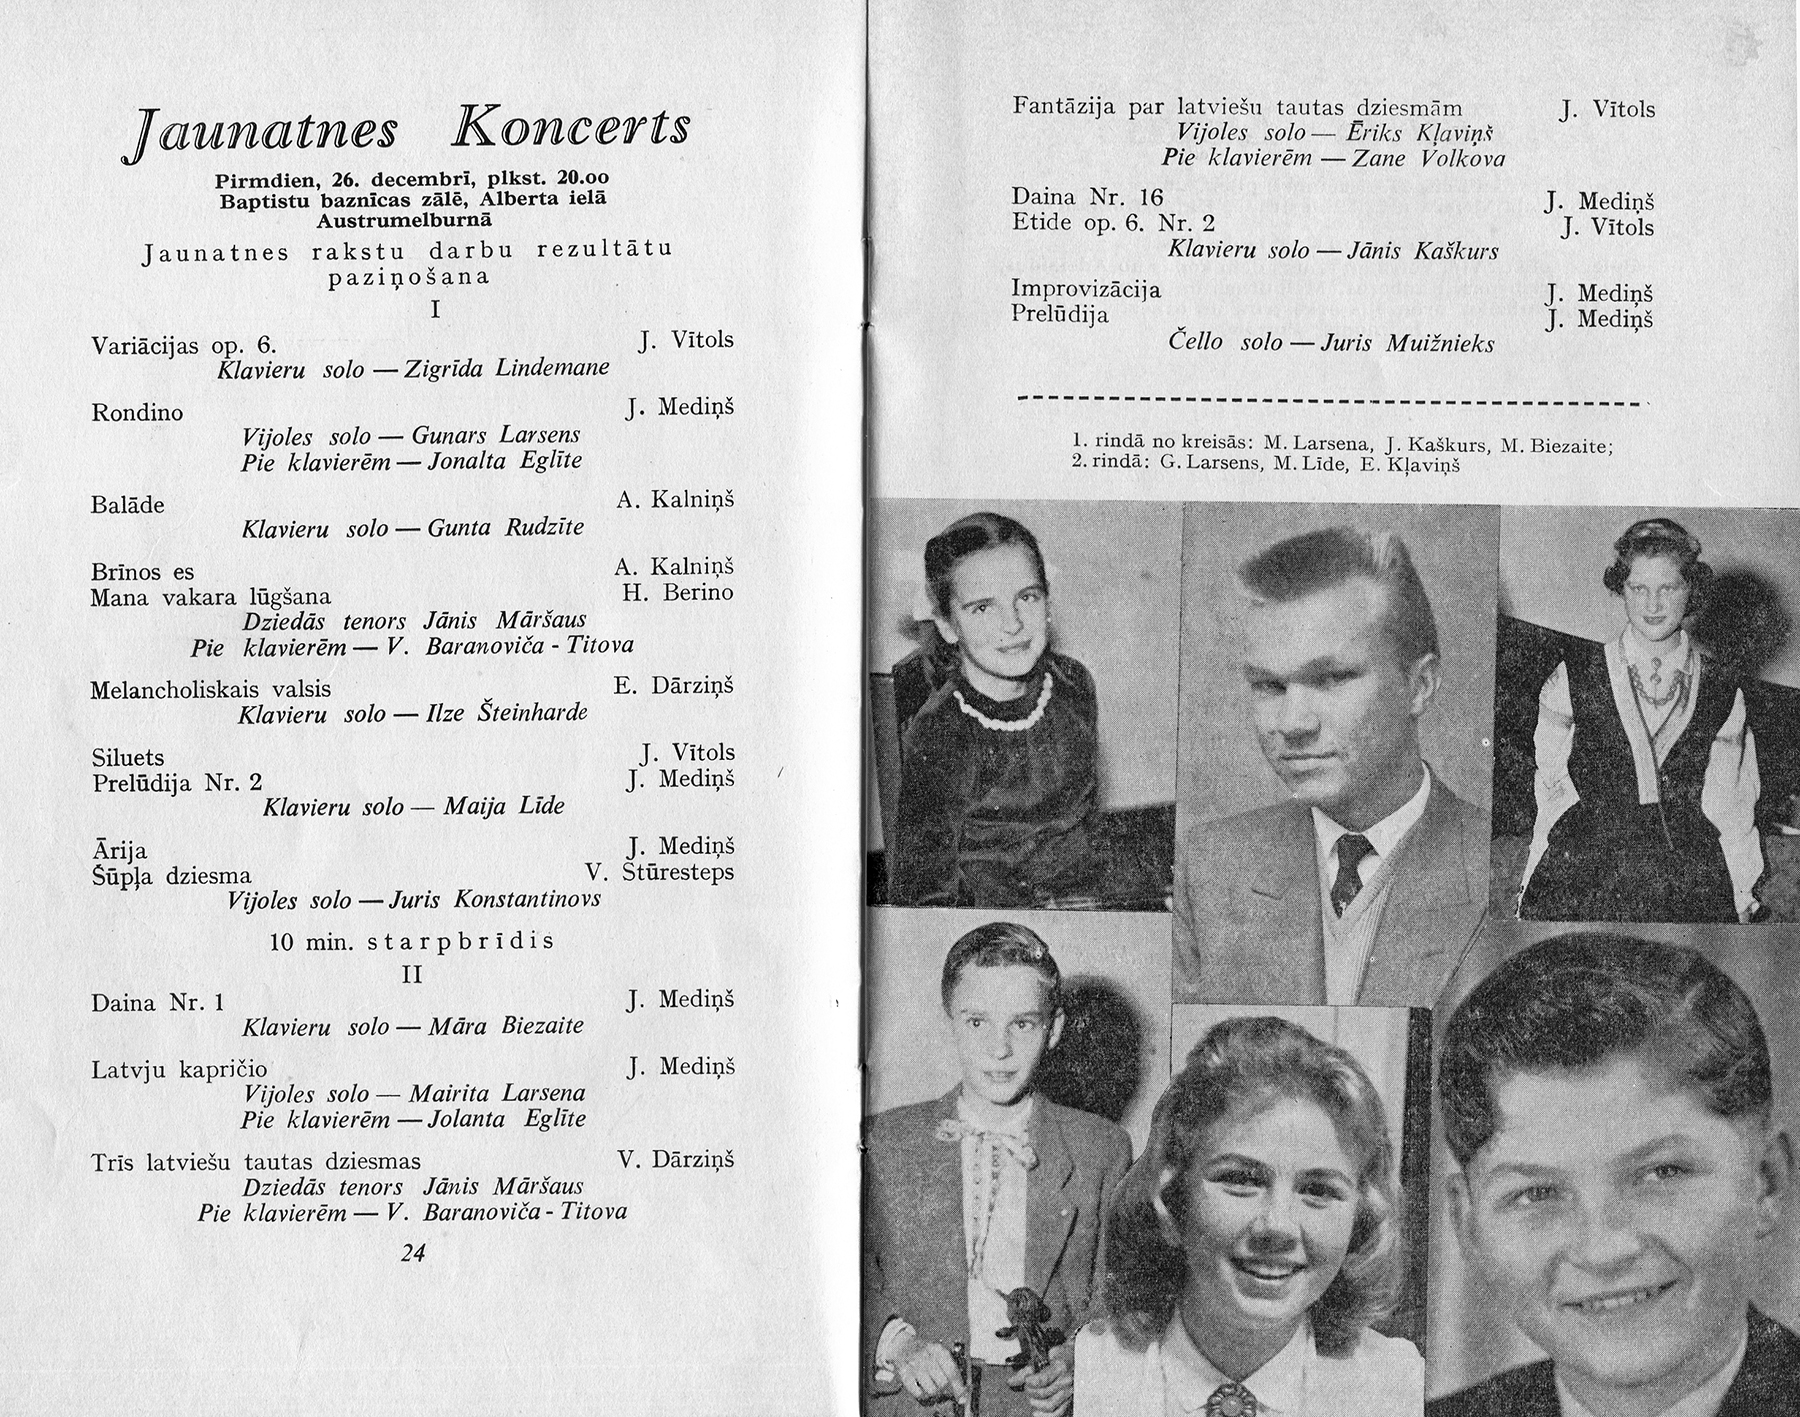 Jaunatnes Koncerts
Pirmdien, 26. decembrī, plkst. 20.oo
Baptistu baznīcas zālē, Alberta ielā
Austrumelburnā
Jaunatnes rakstu darbu rezultātu
paziņošana
I
Variācijas op. 6. J. Vītols
Klavieru solo — Zigrīda Lindemane
Rondino J. Mediņš
Vijoles solo — Gunars Larsens
Pie klavierēm — Jonalta Eglīte
Balāde A. Kalniņš
Klavieru solo — Gunta Rudzīte
Brīnos es A. Kalniņš
Mana vakara lūgšana H. Berino
Dziedās tenors Jānis Māršaus
Pie klavierēm — V. Baranoviča - Titova
Melancholiskais valsis E. Dārziņš
Klavieru solo — Ilze Šteinharde
Siluets J. Vītols
Prelūdija Nr. 2 J. Mediņš
Klavieru solo — Maija Līde
Ārija J. Mediņš
Šūpļa dziesma V. Stūresteps
Vijoles solo — Juris Konstantinovs
10 min. starpbrīdis
II
Daina Nr. 1 J. Mediņš
Klavieru solo — Māra Biezaite
Latvju kapričio J. Mediņš
Vijoles solo — Mairita Larsena
Pie klavierēm — Jolanta Eglīte
Trīs latviešu tautas dziesmas V. Dārziņš
Dziedās tenors Jānis Māršaus
Pie klavierēm — V. Baranoviča - Titova
24
Fantāzija par latviešu tautas dziesmām J. Vītols
Vijoles solo — Ēriks Kļaviņš
Pie klavierēm — Zane Volkova
Daina Nr. 16 J. Mediņš
Etide op. 6. Nr. 2 J. Vītols
Klavieru solo — Jānis Kaškurs
Improvizācija J. Mediņš
Prelūdija J. Mediņš
Čello solo — Juris Muižnieks
1. rindā no kreisās: M. Larsena, J. Kaškurs, M. Biezaite;
2. rindā: G. Larsens, M. Līde, E. Kļaviņš